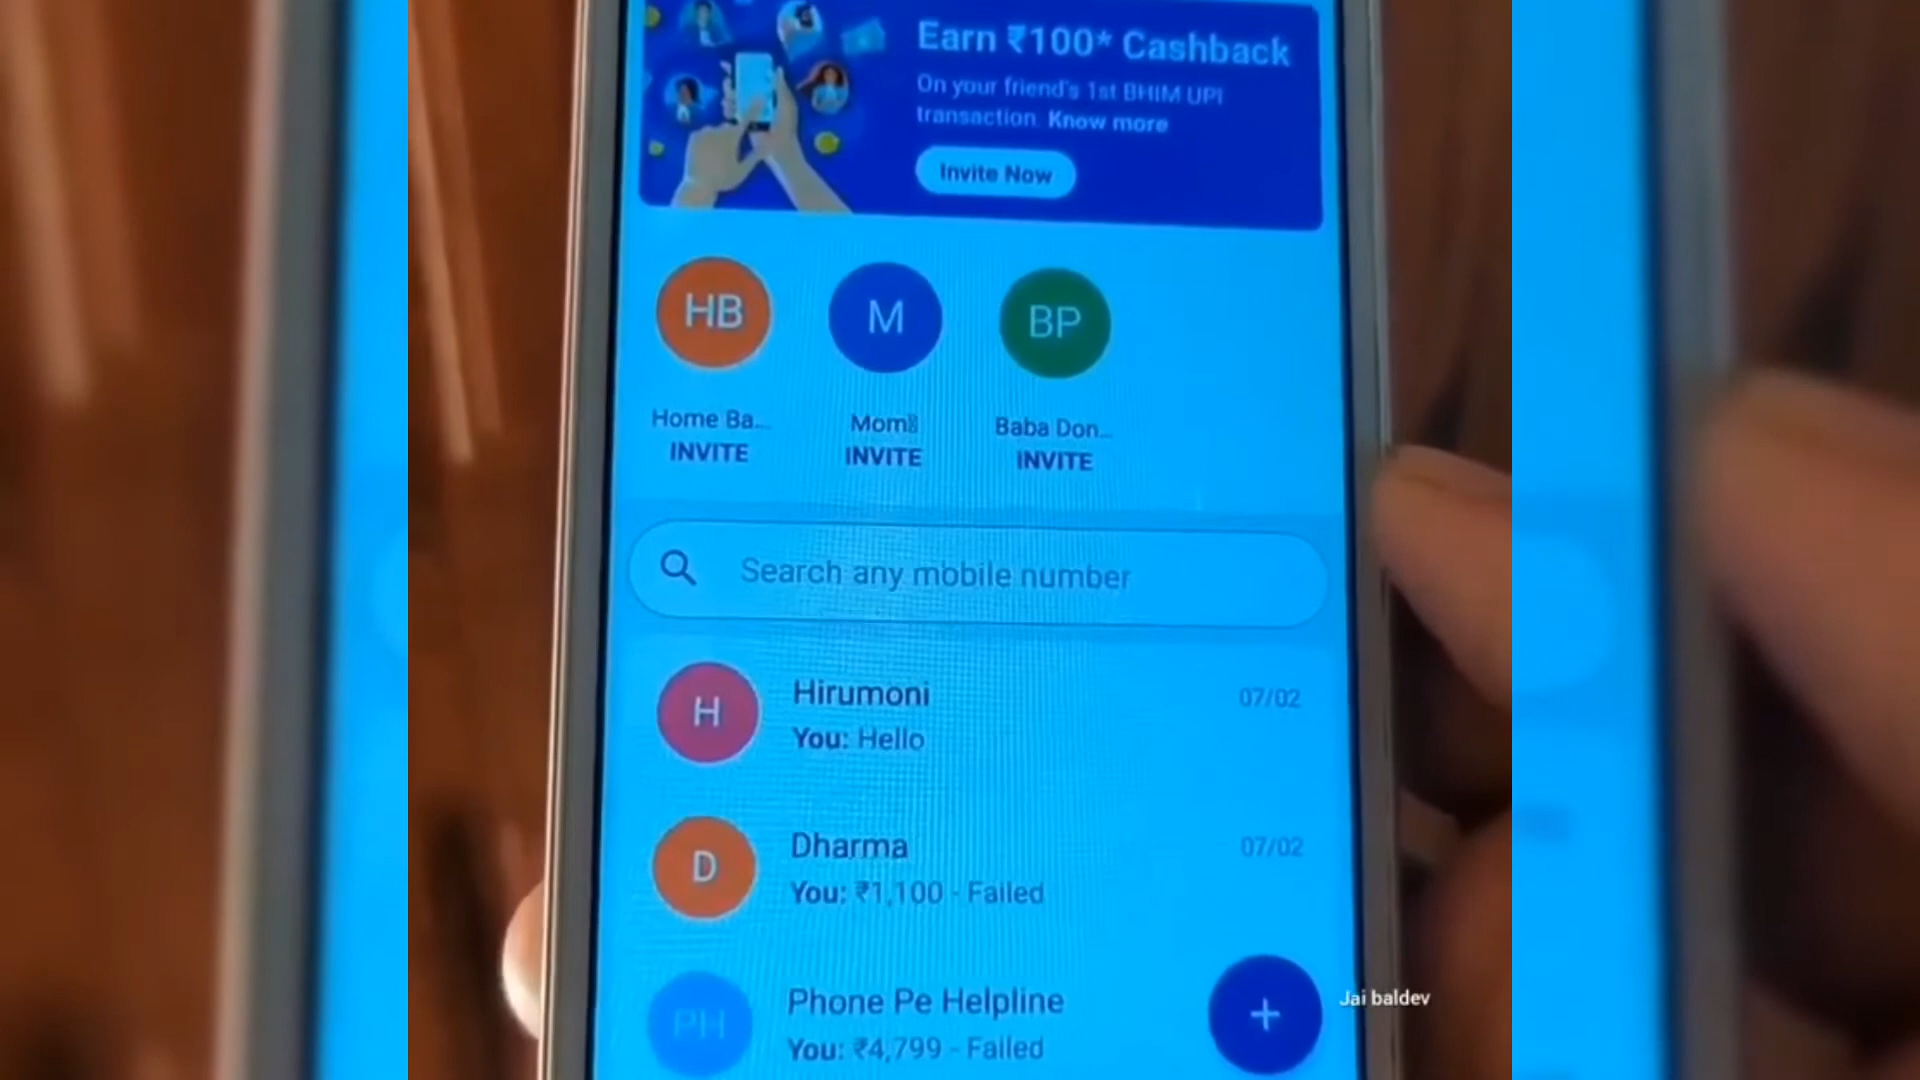 Earn ₹100* Cashback
On your friend's 1st BHIM UPI
transaction. Know more
Invite Now
HB
M
BP
Home Ba...
Mom
Baba Don...
INVITE
INVITE
INVITE
Search any mobile number
H
Hirumoni
07/02
You: Hello
D
Dharma
07/02
You: ₹1,100 - Failed
PH
Phone Pe Helpline
You: ₹4,799 - Failed
+
Jai baldev